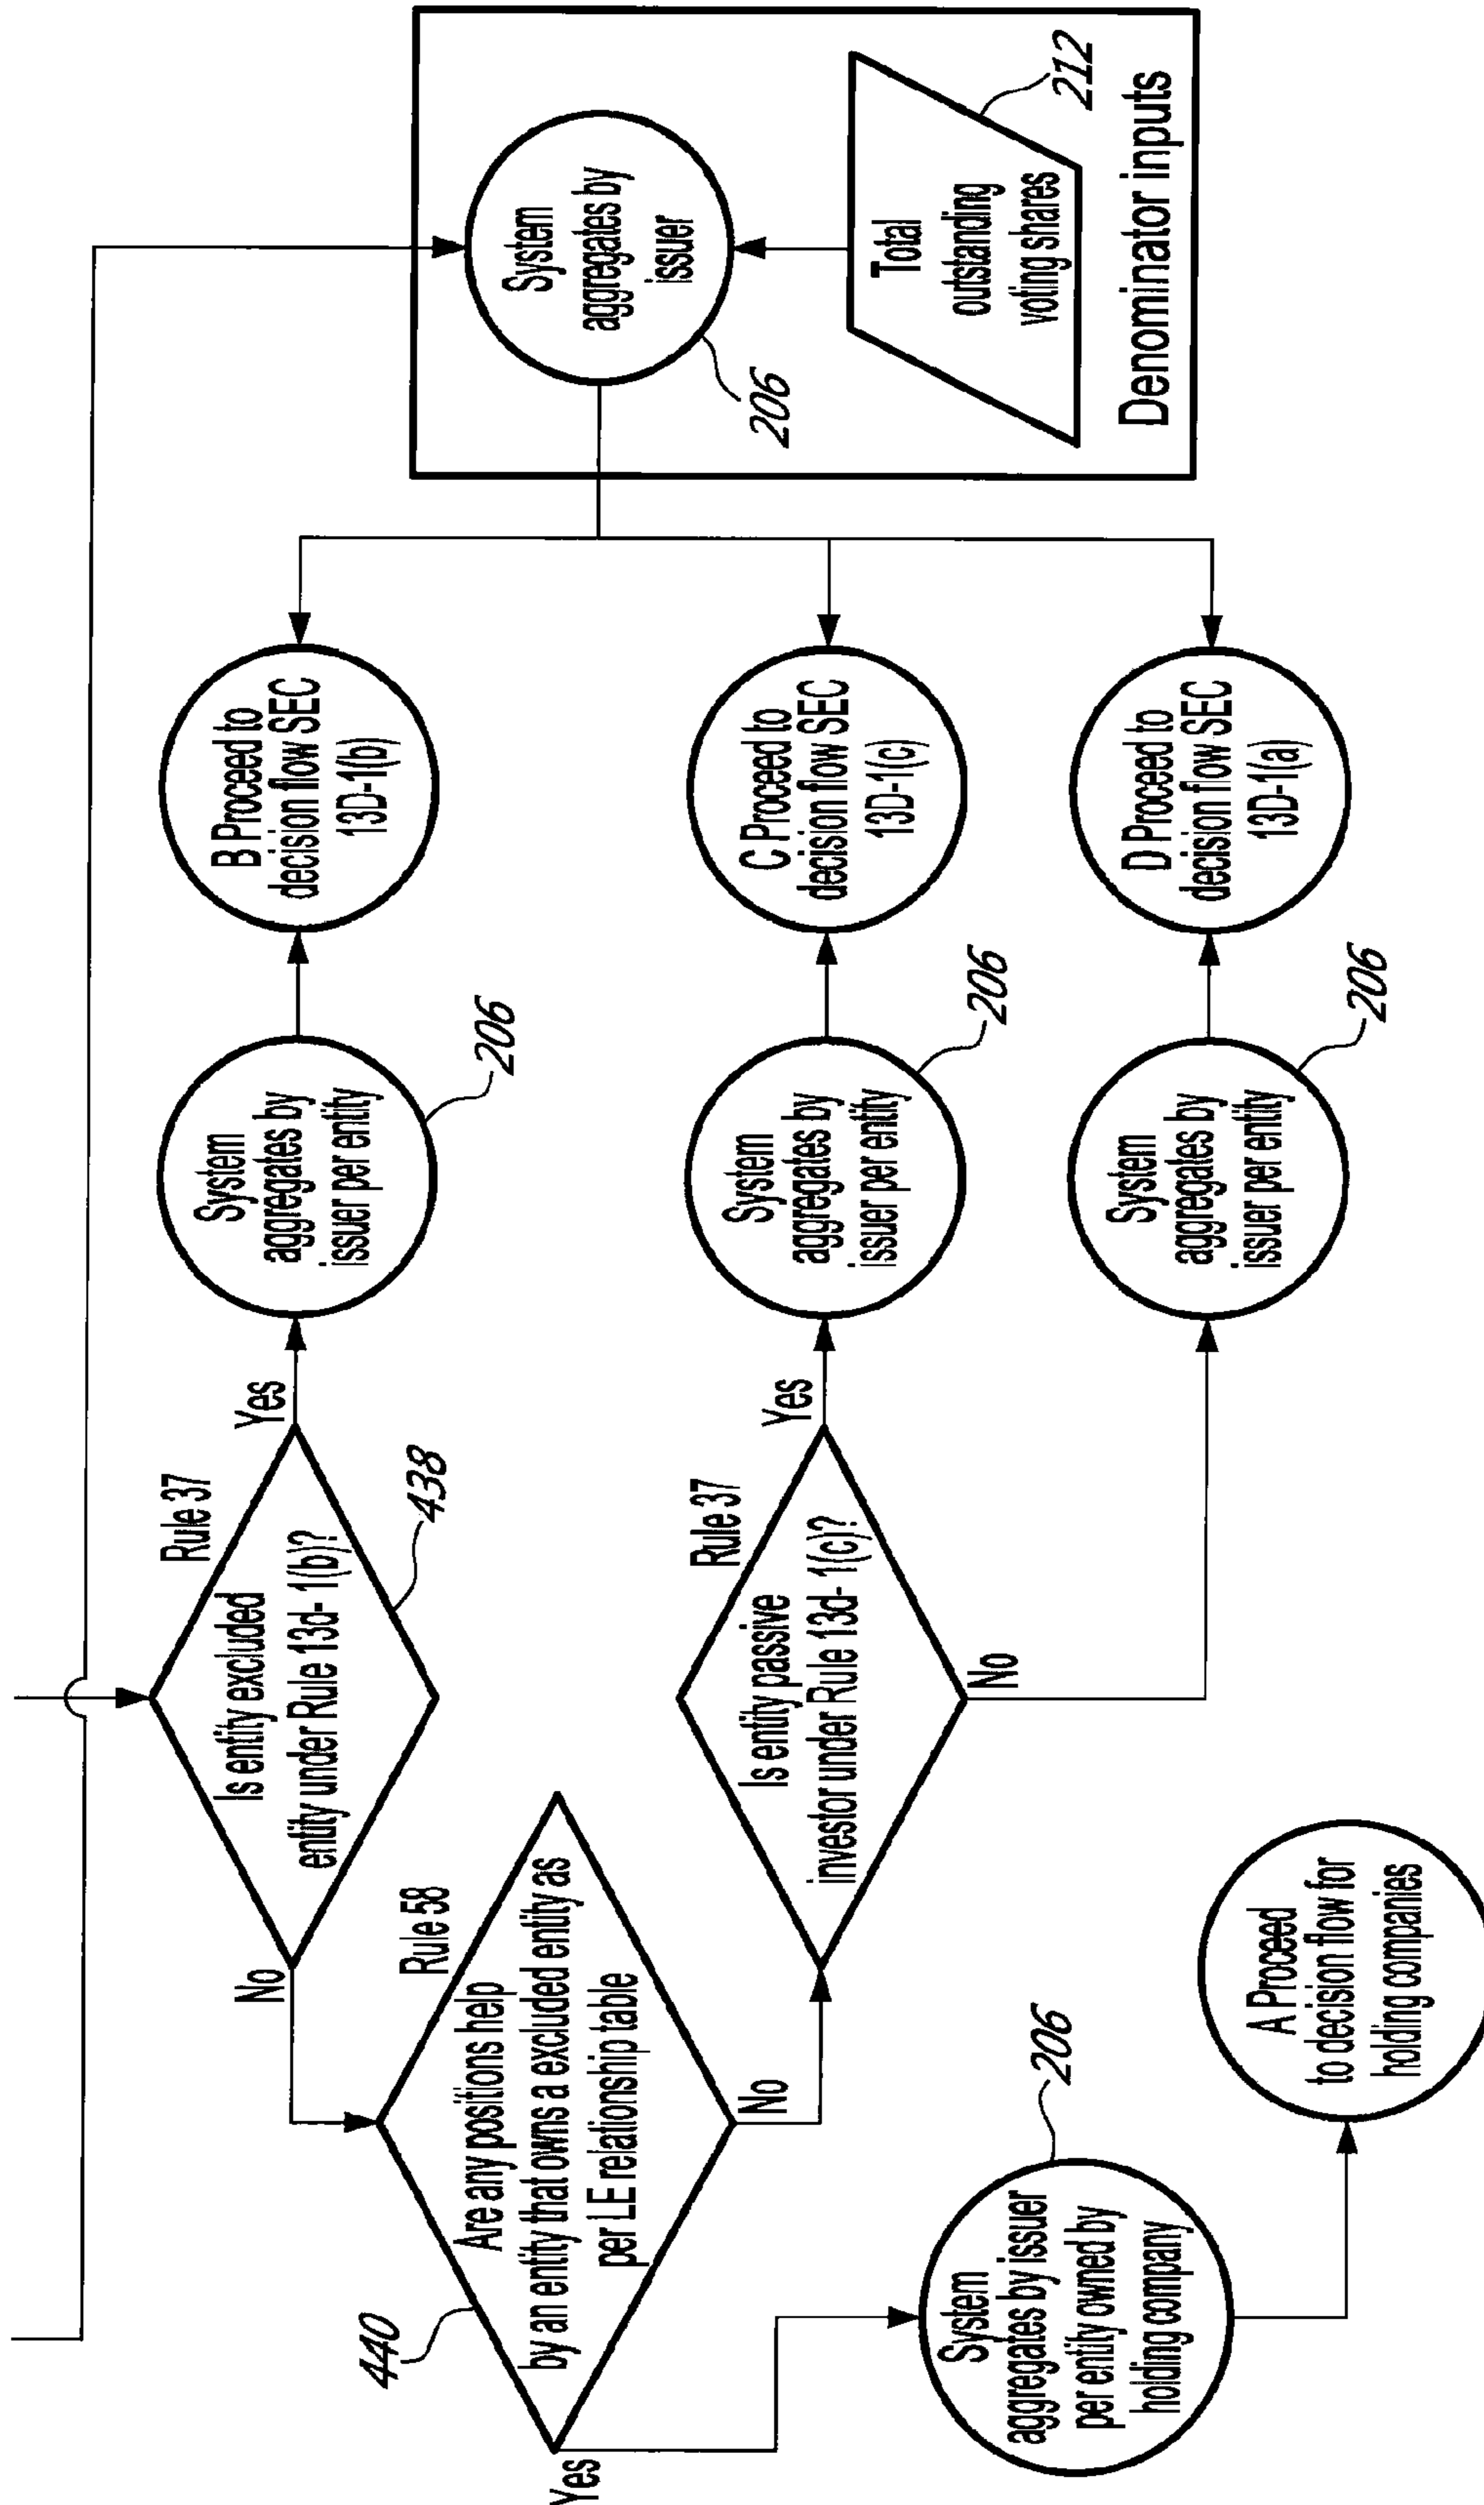 Rule 37
Is entity excluded
entity under Rule 13d-1(b)?
438
Yes
No
System
aggregates by
issuer per entity
206
B Proceed to
decision flow SEC
13D-1(b)
Rule 58
Are any positions help
by an entity that owns a excluded entity as
per LE relationship table
440
Yes
No
Rule 37
Is entity passive
investor under Rule 13d-1(c)?
Yes
No
System
aggregates by
issuer per entity
206
C Proceed to
decision flow SEC
13D-1(c)
System
aggregates by
issuer per entity
206
D Proceed to
decision flow SEC
13D-1(a)
System
aggregates by issuer
per entity owned by
holding company
206
A Proceed
to decision flow for
holding companies
System
aggregates by
issuer
206
Total
outstanding
voting shares
212
Denominator inputs